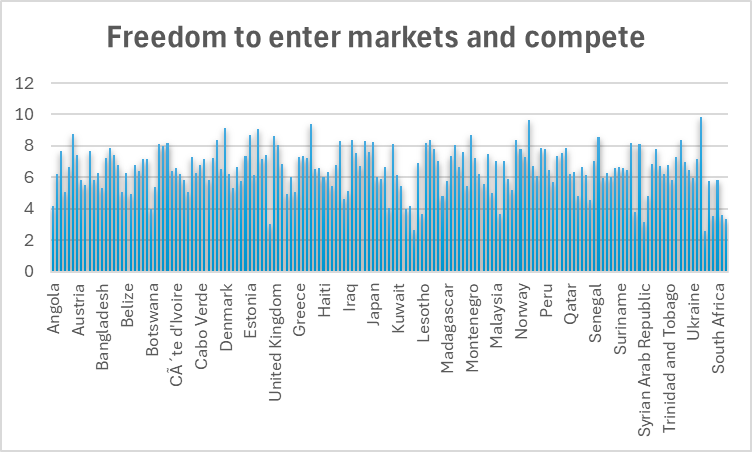 Freedom to enter markets and compete
12
10
8
6
4
2
0
Angola
Austria
Bangladesh
Belize
Botswana
CÃ´te d'Ivoire
Cabo Verde
Denmark
Estonia
United Kingdom
Greece
Haiti
Iraq
Japan
Kuwait
Lesotho
Madagascar
Montenegro
Malaysia
Norway
Peru
Qatar
Senegal
Suriname
Syrian Arab Republic
Trinidad and Tobago
Ukraine
South Africa